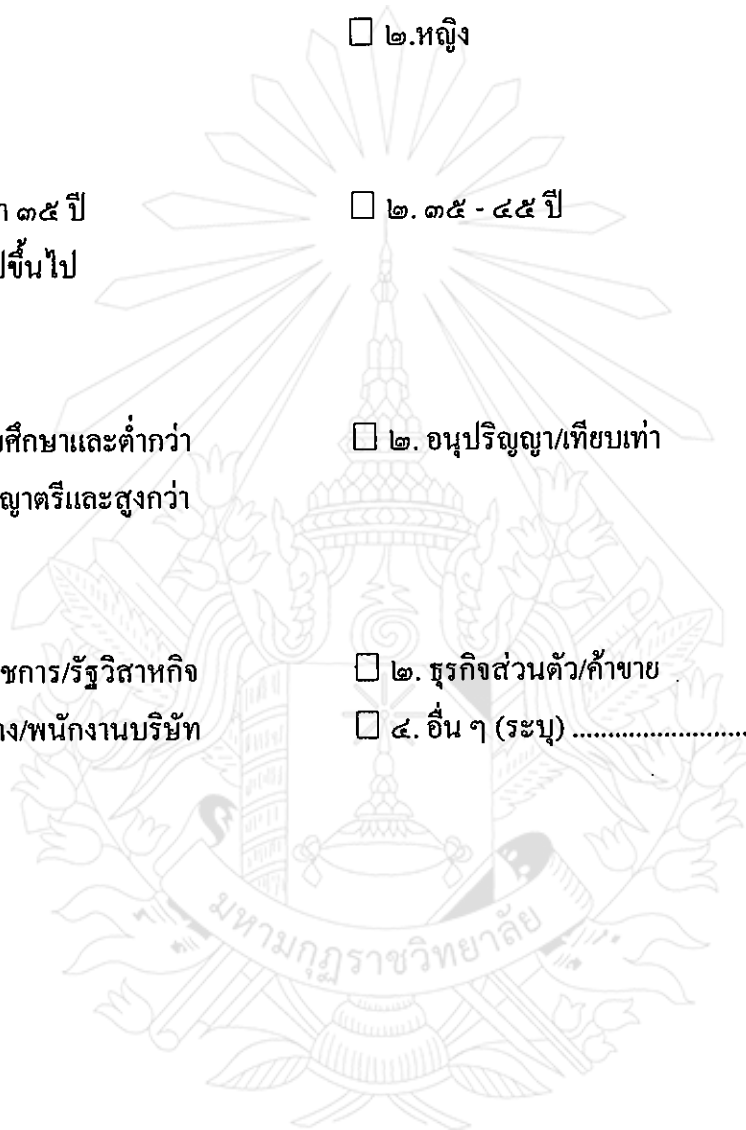 ☐ ๒.หญิง
๓๕ ปี ☐ ๒. ๓๕ - ๔๕ ปี
ขึ้นไป
ศึกษาและต่ำกว่า ☐ ๒. อนุปริญญา/เทียบเท่า
ญาตรีและสูงกว่า
ชการ/รัฐวิสาหกิจ ☐ ๒. ธุรกิจส่วนตัว/ค้าขาย
าง/พนักงานบริษัท ☐ ๔. อื่น ๆ (ระบุ) ..........................
มหามกุฏราชวิทยาลัย